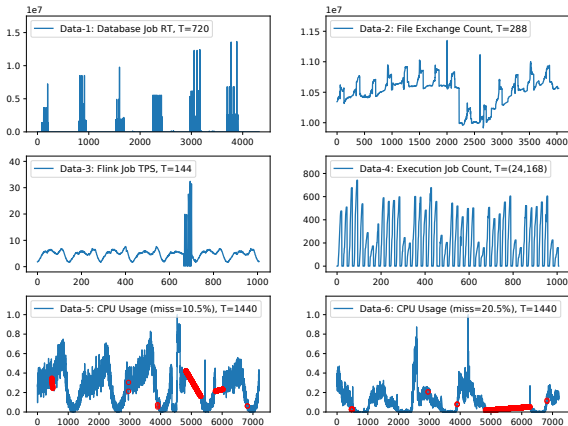 1e7
Data-1: Database Job RT, T=720
1.5
1.0
0.5
0.0
0 1000 2000 3000 4000
1e7
Data-2: File Exchange Count, T=288
1.10
1.05
1.00
0 500 1000 1500 2000 2500 3000 3500 4000
Data-3: Flink Job TPS, T=144
40
30
20
10
0
0 200 400 600 800 1000
Data-4: Execution Job Count, T=(24,168)
800
600
400
200
0
0 200 400 600 800 1000
Data-5: CPU Usage (miss=10.5%), T=1440
1.0
0.8
0.6
0.4
0.2
0.0
0 1000 2000 3000 4000 5000 6000 7000
Data-6: CPU Usage (miss=20.5%), T=1440
1.0
0.8
0.6
0.4
0.2
0.0
0 1000 2000 3000 4000 5000 6000 7000